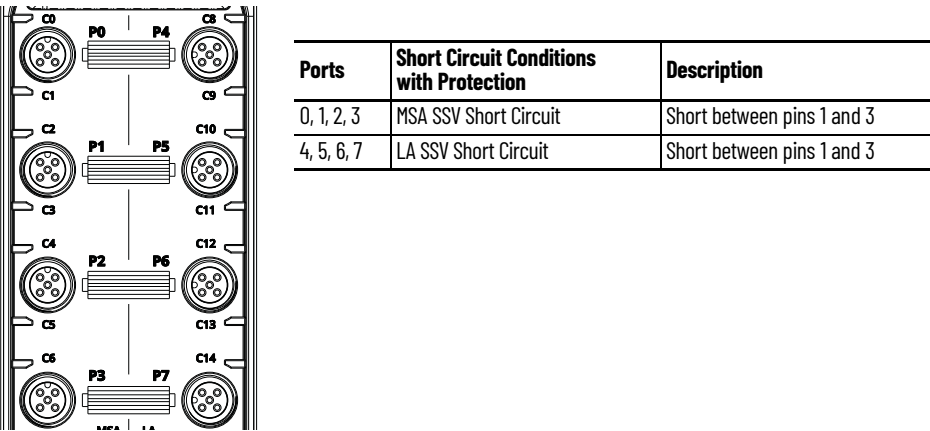 C0 C8
P0 P4
C1 C9
C2 C10
P1 P5
C3 C11
C4 C12
P2 P6
C5 C13
C6 C14
P3 P7
MSA LA
Ports Short Circuit Conditions with Protection Description
0, 1, 2, 3 MSA SSV Short Circuit Short between pins 1 and 3
4, 5, 6, 7 LA SSV Short Circuit Short between pins 1 and 3